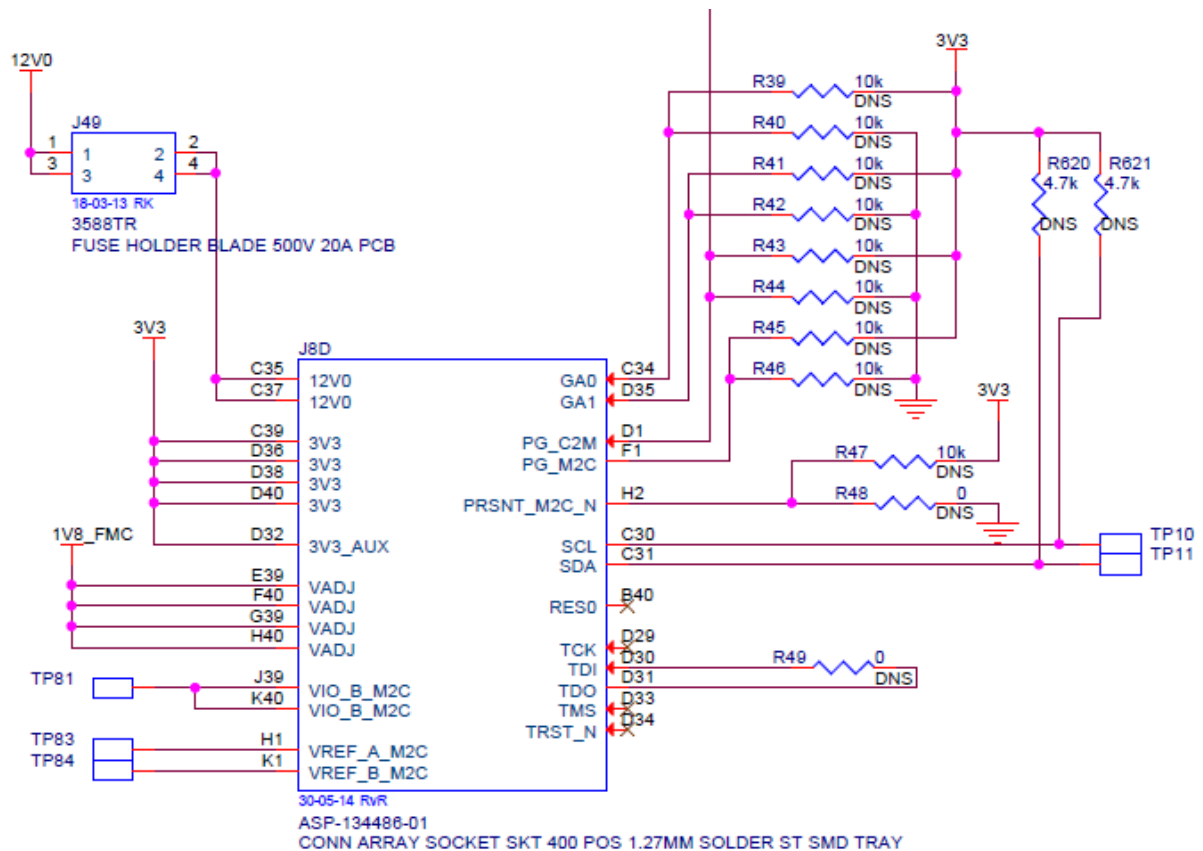 12V0
J49
1 1 2 2
3 3 4 4
18-03-13 RK
3588TR
FUSE HOLDER BLADE 500V 20A PCB
3V3
R39 10k
DNS
R40 10k
DNS
R41 10k
DNS
R42 10k
DNS
R43 10k
DNS
R44 10k
DNS
R45 10k
DNS
R46 10k
DNS
R620
4.7k
DNS
R621
4.7k
DNS
3V3
R47 10k
DNS
R48 0
DNS
TP10
TP11
R49 0
DNS
3V3
1V8_FMC
TP81
TP83
TP84
J8D
C35 12V0
C37 12V0
C39 3V3
D36 3V3
D38 3V3
D40 3V3
D32 3V3_AUX
E39 VADJ
F40 VADJ
G39 VADJ
H40 VADJ
J39 VIO_B_M2C
K40 VIO_B_M2C
H1 VREF_A_M2C
K1 VREF_B_M2C
GA0 C34
GA1 D35
PG_C2M D1
PG_M2C F1
PRSNT_M2C_N H2
SCL C30
SDA C31
RES0 B40
TCK D29
TDI D30
TDO D31
TMS D33
TRST_N D34
30-05-14 RvR
ASP-134486-01
CONN ARRAY SOCKET SKT 400 POS 1.27MM SOLDER ST SMD TRAY